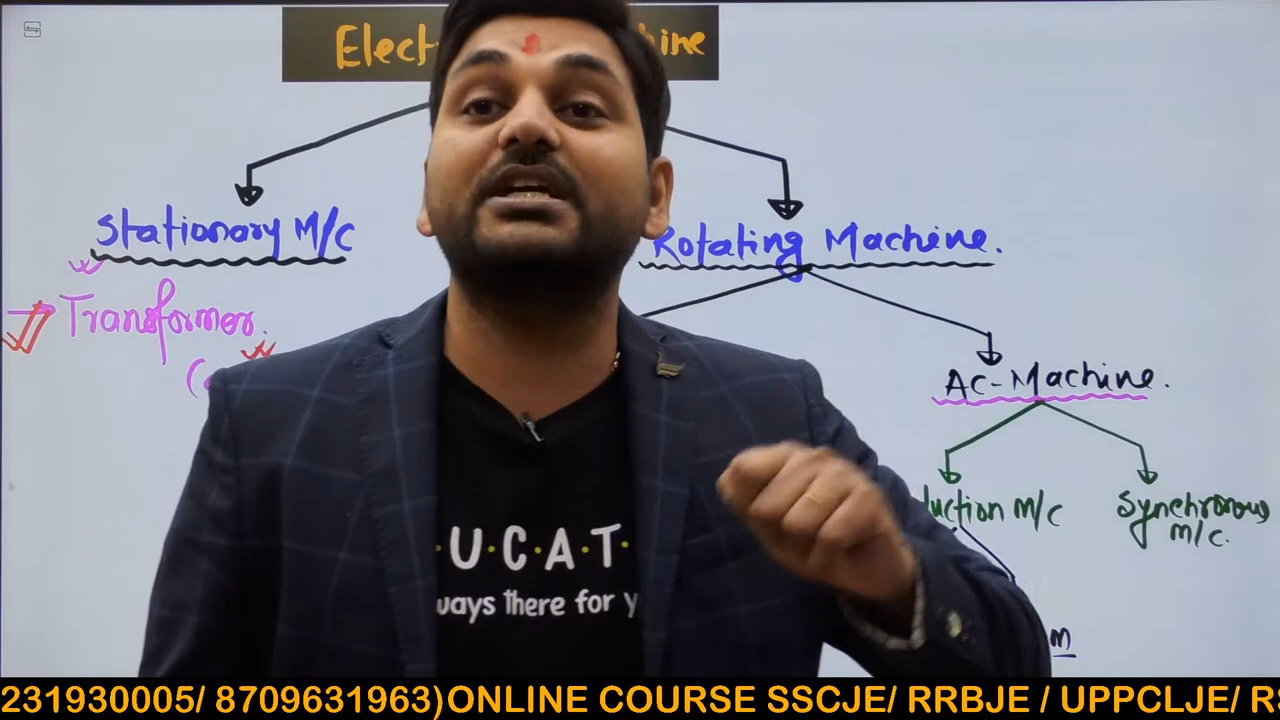 Elect
ine
Stationary M/C
Rotating Machine.
Transformer.
AC-Machine.
uction M/C
Synchronous
M/C.
m
U.C.A.T.
ways there for y
231930005/ 8709631963)ONLINE COURSE SSCJE/ RRBJE / UPPCLJE/ R